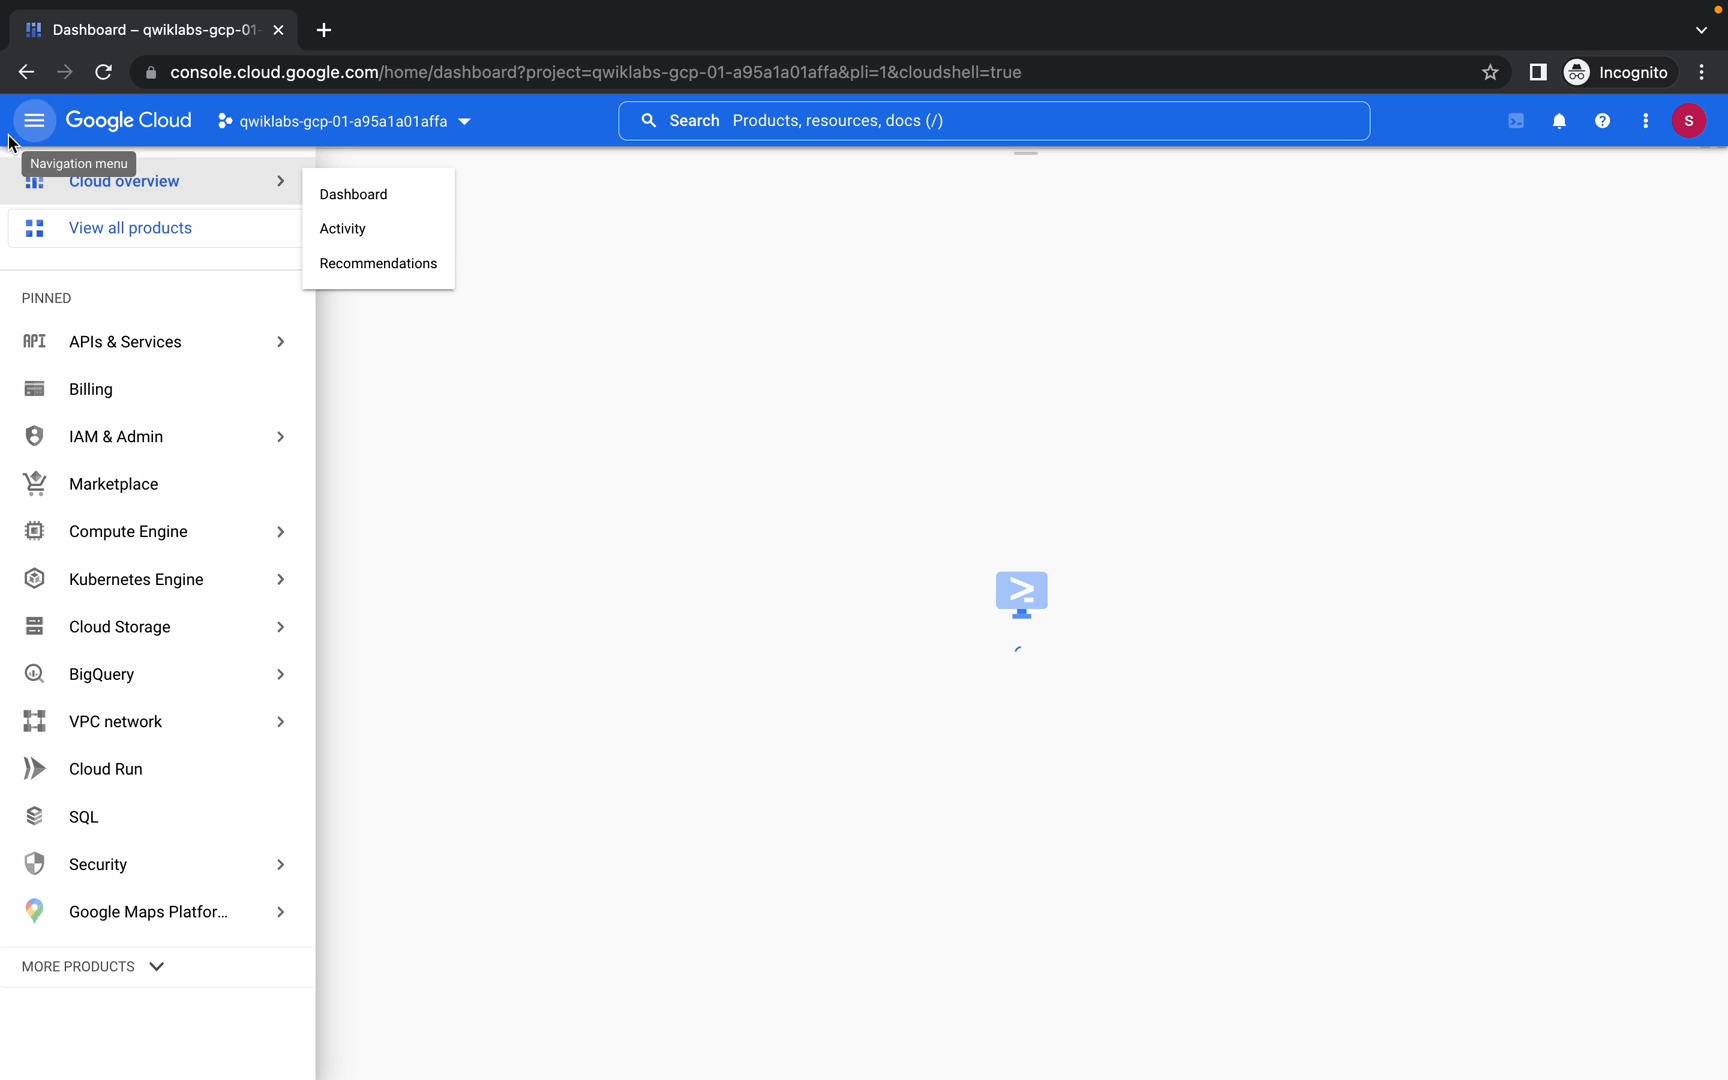 Dashboard – qwiklabs-gcp-01-
console.cloud.google.com/home/dashboard?project=qwiklabs-gcp-01-a95a1a01affa&pli=1&cloudshell=true
Incognito
Google Cloud
qwiklabs-gcp-01-a95a1a01affa
Search Products, resources, docs (/)
S
Navigation menu
Cloud overview
Dashboard
View all products
Activity
Recommendations
PINNED
API APIs & Services
Billing
IAM & Admin
Marketplace
Compute Engine
Kubernetes Engine
Cloud Storage
BigQuery
VPC network
Cloud Run
SQL
Security
Google Maps Platfor...
MORE PRODUCTS